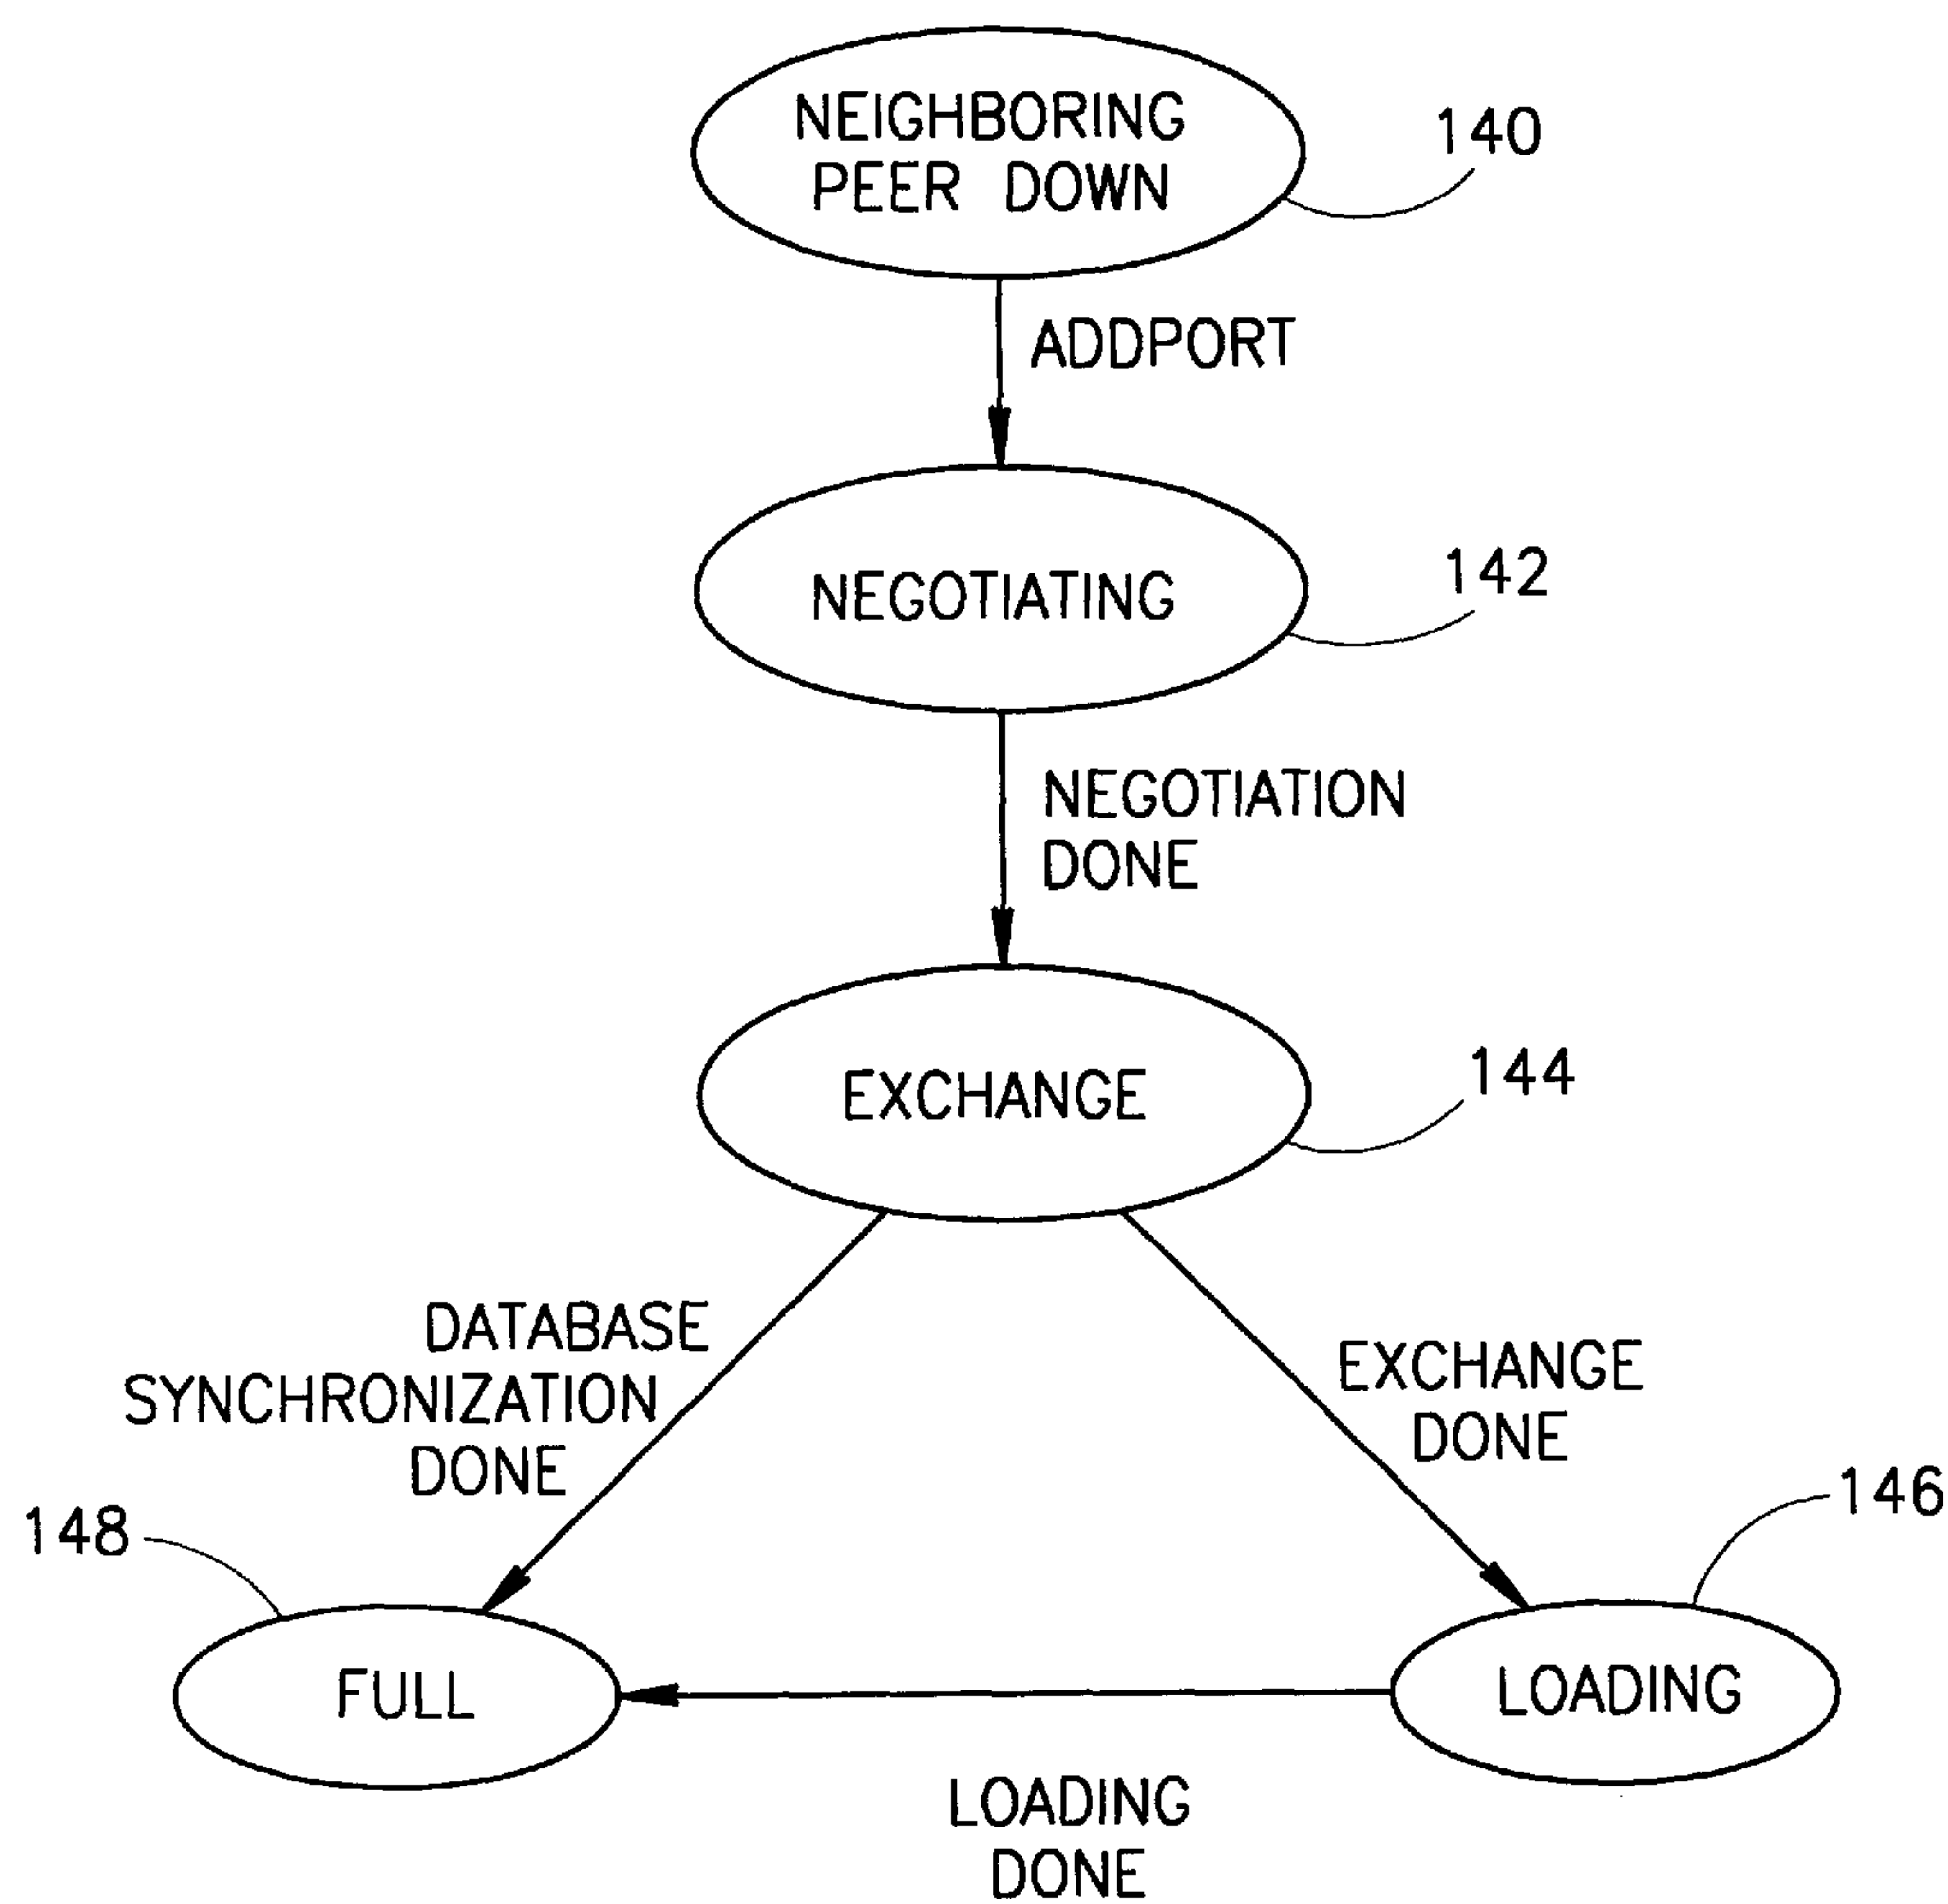 NEIGHBORING
PEER DOWN
140
ADDPORT
NEGOTIATING
142
NEGOTIATION
DONE
EXCHANGE
144
DATABASE
SYNCHRONIZATION
DONE
EXCHANGE
DONE
148
146
FULL
LOADING
LOADING
DONE